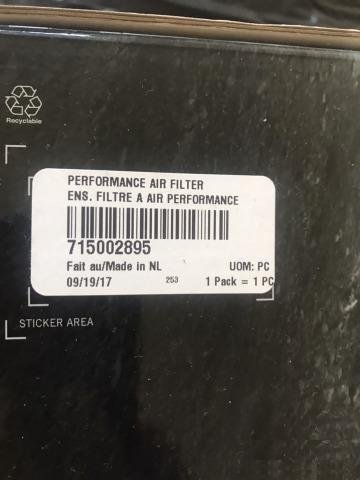 Recyclable
PERFORMANCE AIR FILTER
ENS. FILTRE A AIR PERFORMANCE
715002895
Fait au/Made in NL UOM: PC
09/19/17 253 1 Pack = 1 PC
STICKER AREA